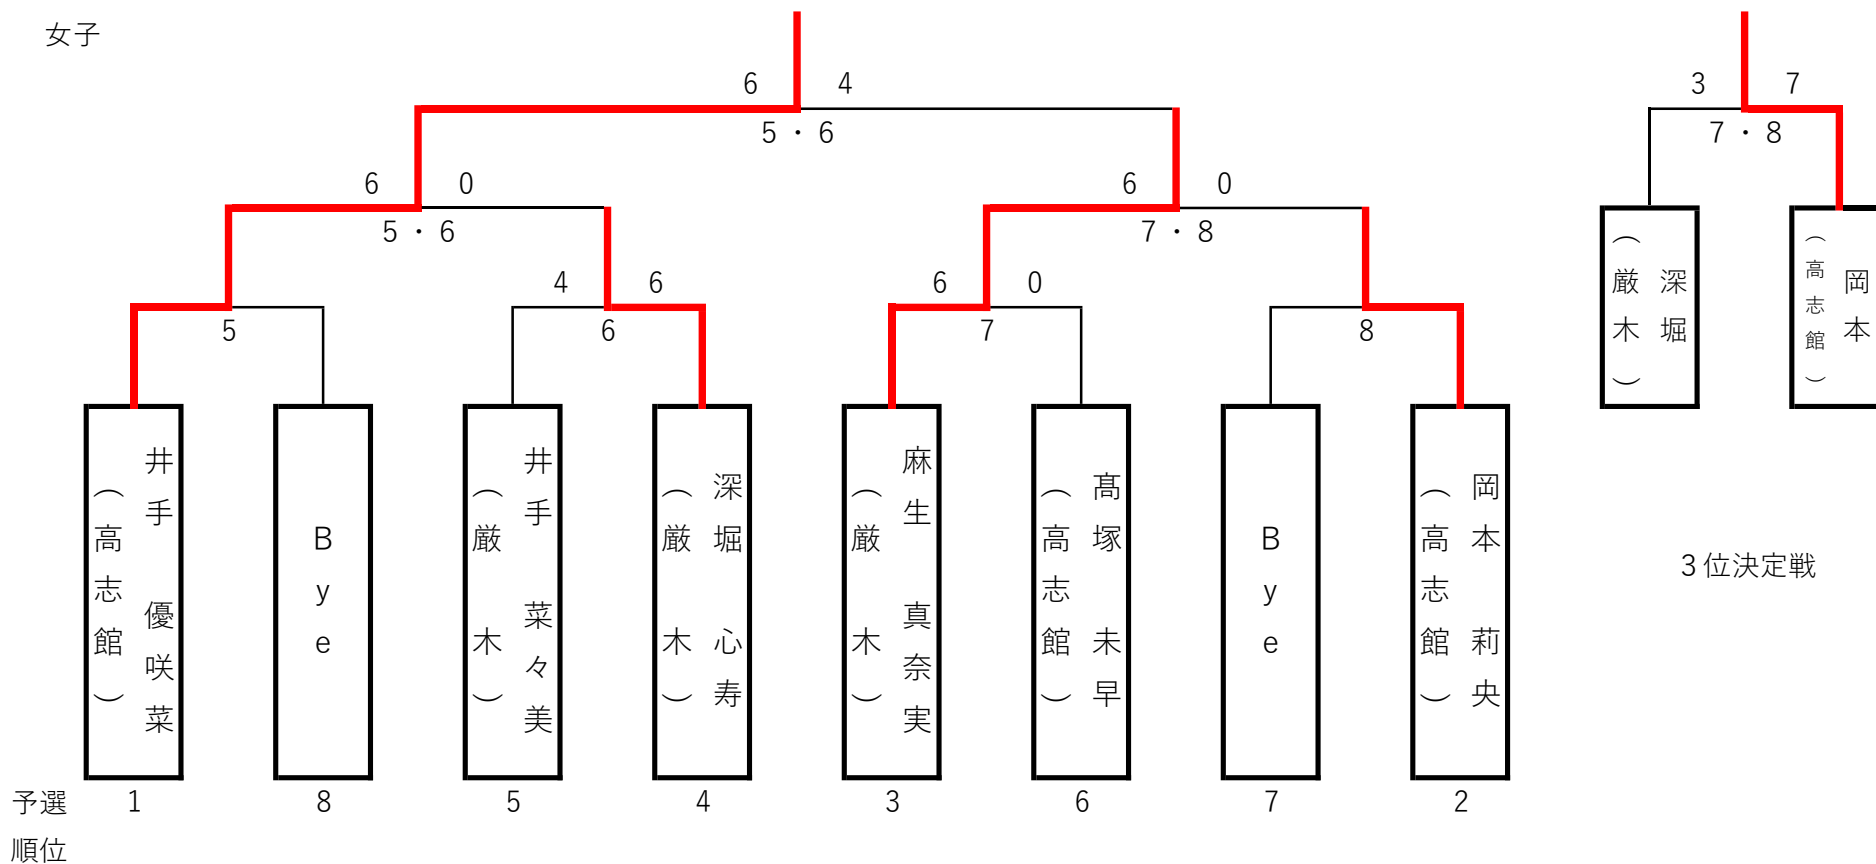 女子
6 4
5・6
6 0
5・6
6 0
7・8
5
4 6
6
6 0
7
8
井手 優咲菜
（高志館）
Bye
井手 菜々美
（厳木）
深堀 心寿
（厳木）
麻生 真奈実
（厳木）
髙塚 未早
（高志館）
Bye
岡本 莉央
（高志館）
予選 1 8 5 4 3 6 7 2
順位
3 7
7・8
深堀
（厳木）
岡本
（高志館）
3位決定戦